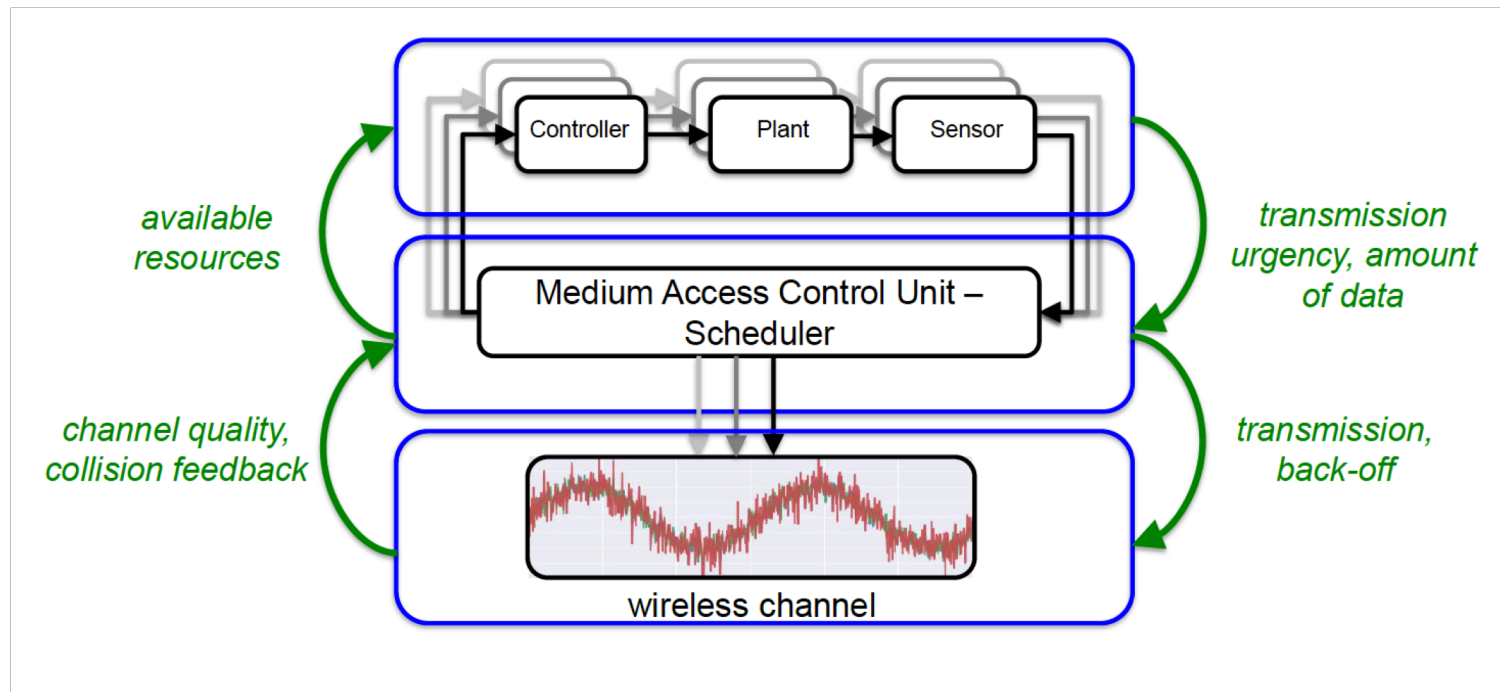 Controller
Plant
Sensor
available
resources
transmission
urgency, amount
of data
Medium Access Control Unit –
Scheduler
channel quality,
collision feedback
transmission,
back-off
wireless channel